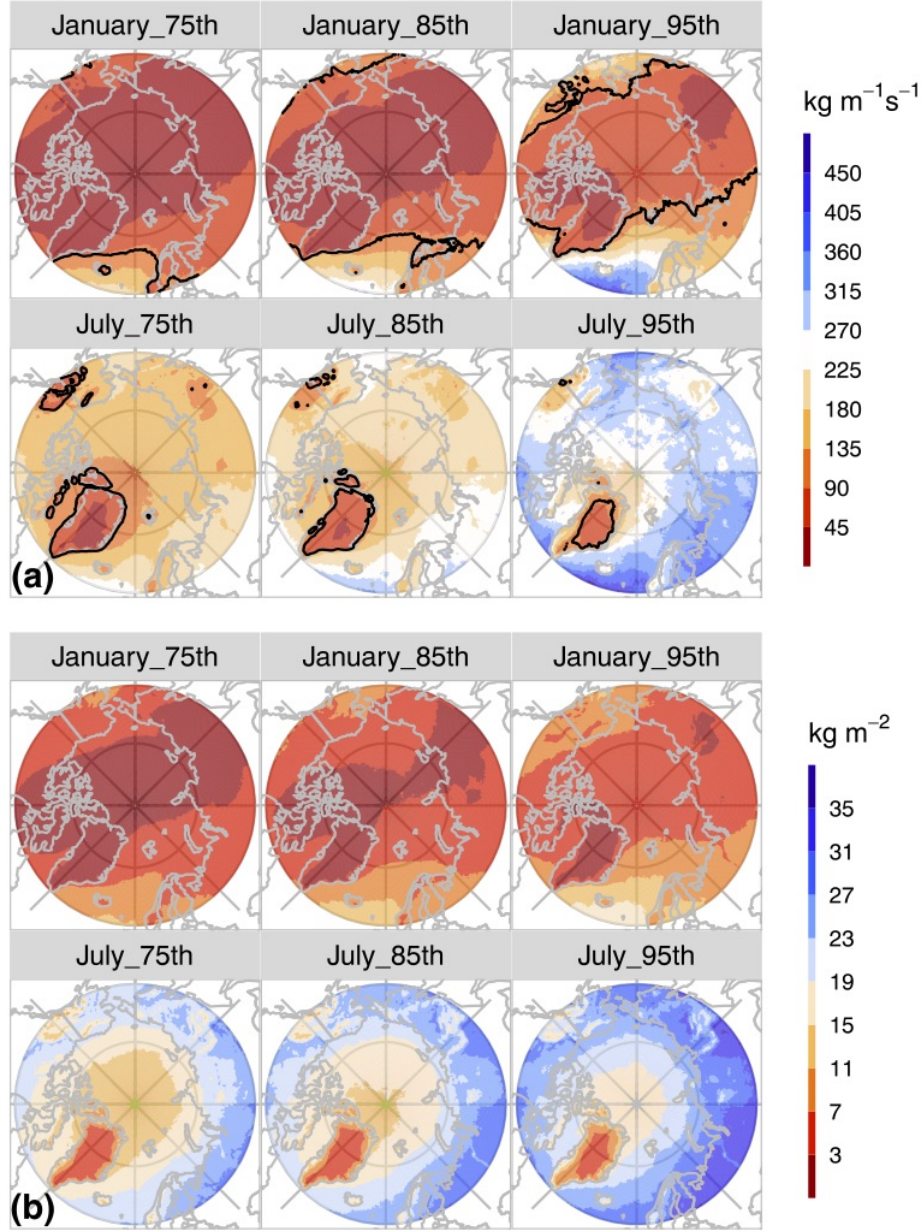 January_75th January_85th January_95th
kg m⁻¹s⁻¹
450
405
360
315
270
225
180
135
90
45
July_75th July_85th July_95th
(a)
January_75th January_85th January_95th
kg m⁻²
35
31
27
23
19
15
11
7
3
July_75th July_85th July_95th
(b)